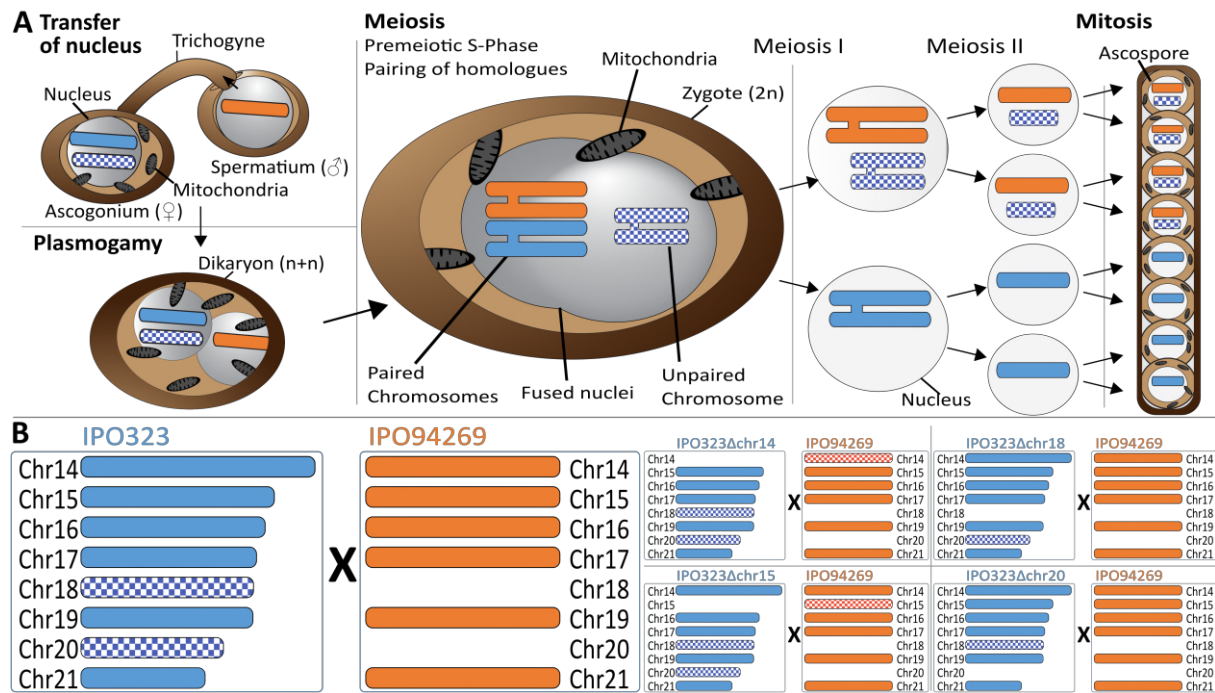 A
Transfer
of nucleus
Trichogyne
Nucleus
Spermatium (♂)
Mitochondria
Ascogonium (♀)
Plasmogamy
Dikaryon (n+n)
Meiosis
Premeiotic S-Phase
Pairing of homologues
Mitochondria
Zygote (2n)
Paired
Chromosomes
Fused nuclei
Unpaired
Chromosome
Meiosis I
Meiosis II
Nucleus
Mitosis
Ascospore
B
IPO323
IPO94269
Chr14
Chr15
Chr16
Chr17
Chr18
Chr19
Chr20
Chr21
X
Chr14
Chr15
Chr16
Chr17
Chr18
Chr19
Chr20
Chr21
IPO323Δchr14
IPO94269
Chr14
Chr15
Chr16
Chr17
Chr18
Chr19
Chr20
Chr21
X
Chr14
Chr15
Chr16
Chr17
Chr18
Chr19
Chr20
Chr21
IPO323Δchr18
IPO94269
Chr14
Chr15
Chr16
Chr17
Chr18
Chr19
Chr20
Chr21
X
Chr14
Chr15
Chr16
Chr17
Chr18
Chr19
Chr20
Chr21
IPO323Δchr15
IPO94269
Chr14
Chr15
Chr16
Chr17
Chr18
Chr19
Chr20
Chr21
X
Chr14
Chr15
Chr16
Chr17
Chr18
Chr19
Chr20
Chr21
IPO323Δchr20
IPO94269
Chr14
Chr15
Chr16
Chr17
Chr18
Chr19
Chr20
Chr21
X
Chr14
Chr15
Chr16
Chr17
Chr18
Chr19
Chr20
Chr21